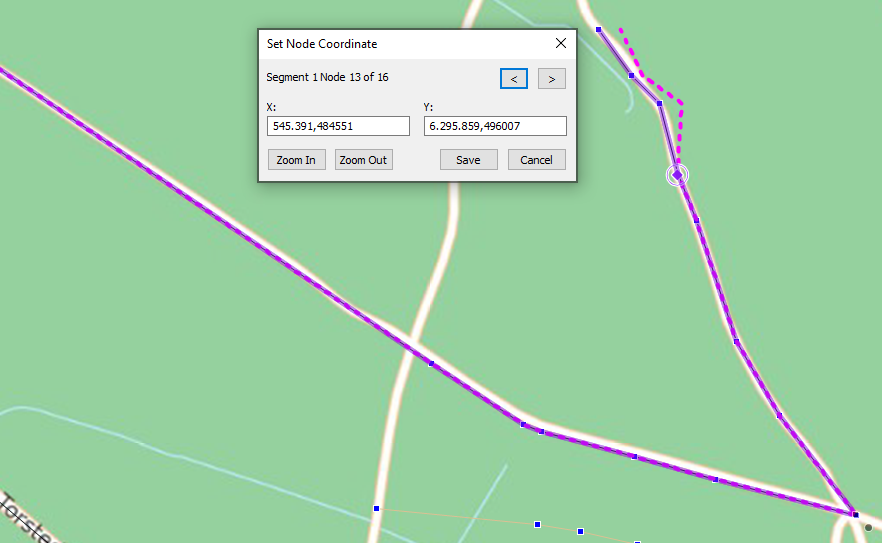 Set Node Coordinate
Segment 1 Node 13 of 16
< >
X: Y:
545.391,484551 6.295.859,496007
Zoom In Zoom Out Save Cancel
Torste